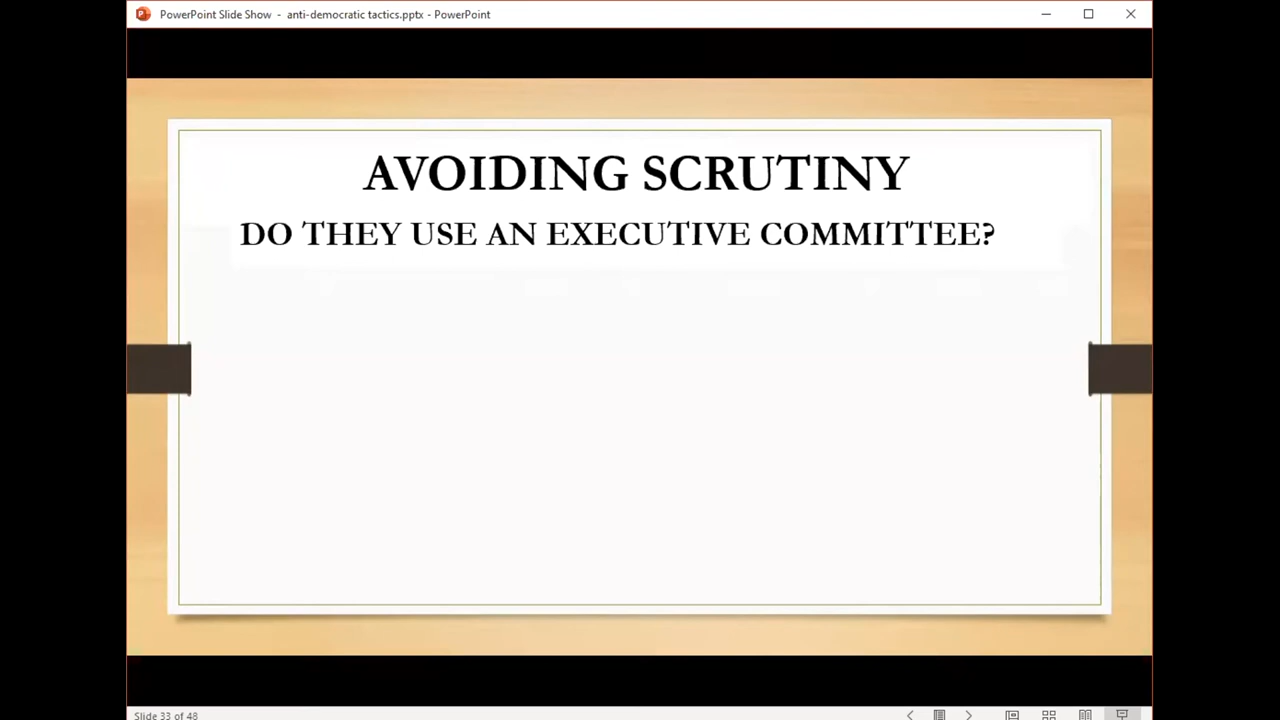 PowerPoint Slide Show - anti-democratic tactics.pptx - PowerPoint
AVOIDING SCRUTINY
DO THEY USE AN EXECUTIVE COMMITTEE?
Slide 33 of 48